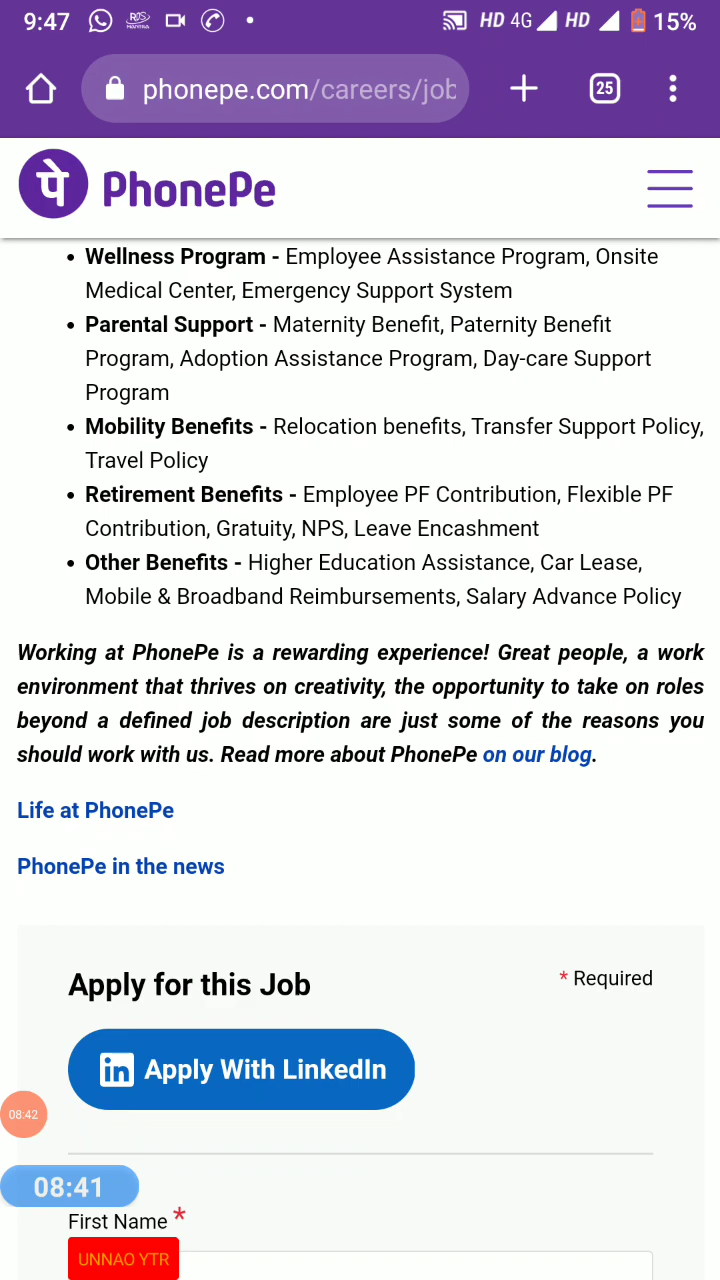 9:47 HD 4G HD 15%
phonepe.com/careers/job 25
पे PhonePe
• Wellness Program - Employee Assistance Program, Onsite
Medical Center, Emergency Support System
• Parental Support - Maternity Benefit, Paternity Benefit
Program, Adoption Assistance Program, Day-care Support
Program
• Mobility Benefits - Relocation benefits, Transfer Support Policy,
Travel Policy
• Retirement Benefits - Employee PF Contribution, Flexible PF
Contribution, Gratuity, NPS, Leave Encashment
• Other Benefits - Higher Education Assistance, Car Lease,
Mobile & Broadband Reimbursements, Salary Advance Policy
Working at PhonePe is a rewarding experience! Great people, a work
environment that thrives on creativity, the opportunity to take on roles
beyond a defined job description are just some of the reasons you
should work with us. Read more about PhonePe on our blog.
Life at PhonePe
PhonePe in the news
Apply for this Job * Required
in Apply With LinkedIn
08:42
08:41
First Name *
UNNAO YTR